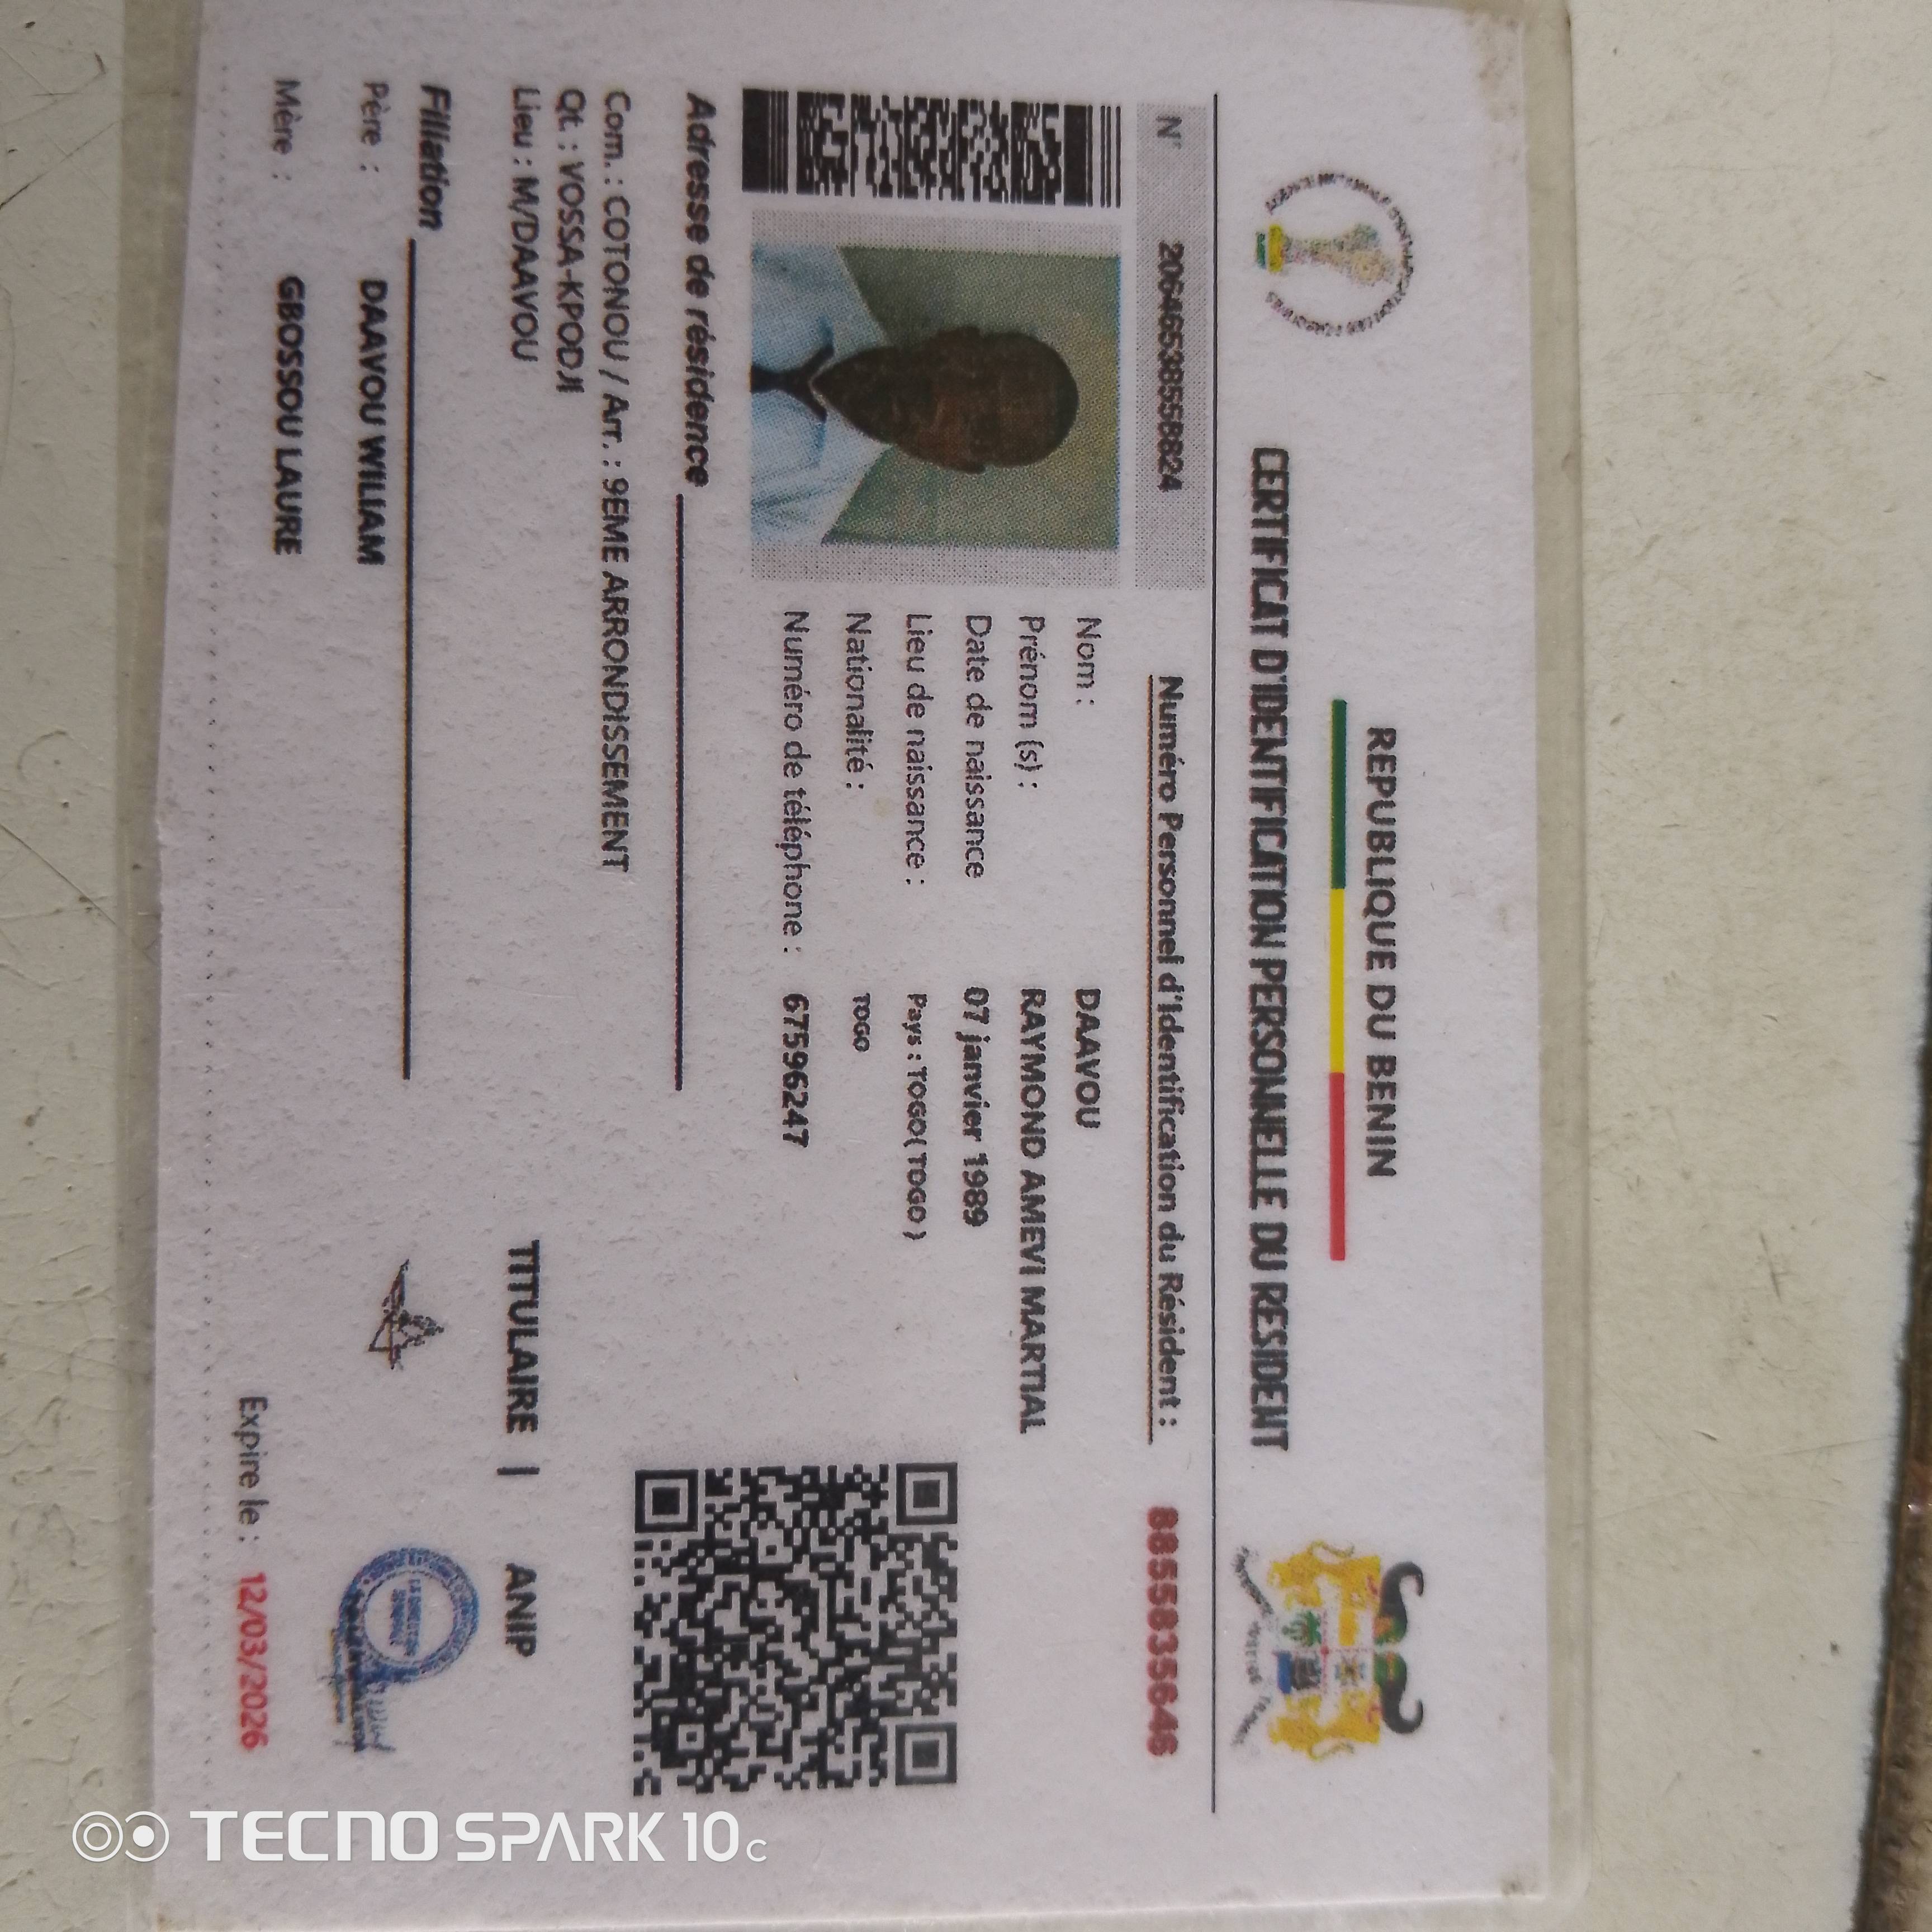 REPUBLIQUE DU BENIN
CERTIFICAT D'IDENTIFICATION PERSONNELLE DU RESIDENT
N° 20646538558824
Numéro Personnel d'Identification du Résident : 8855835646
Nom : DAAVOU
Prénom (s) : RAYMOND AMEVI MARTIAL
Date de naissance 07 janvier 1989
Lieu de naissance : Pays : TOGO( TOGO )
Nationalité : TOGO
Numéro de téléphone : 67596247
Adresse de résidence
Com. : COTONOU / Arr. : 9EME ARRONDISSEMENT
Qt. : VOSSA-KPODJI
Lieu : M/DAAVOU
TITULAIRE | ANIP
Filiation
Père : DAAVOU WILIAM
Mère : GBOSSOU LAURE
Expire le : 12/03/2026
TECNO SPARK 10C